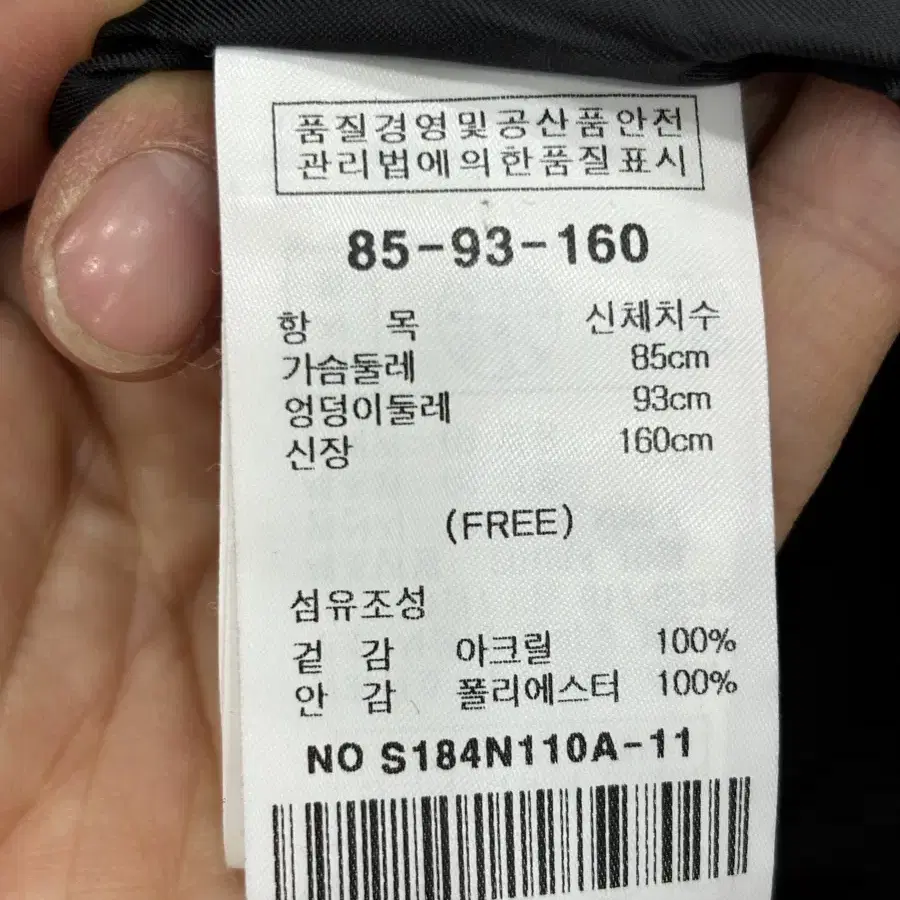 품질경영및공산품안전
관리법에의한품질표시
85-93-160
항 목 신체치수
가슴둘레 85cm
엉덩이둘레 93cm
신장 160cm
(FREE)
섬유조성
겉 감 아크릴 100%
안 감 폴리에스터 100%
NO S184N110A-11